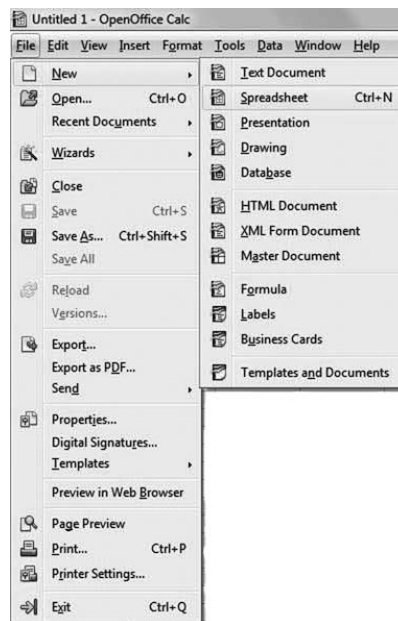 Untitled 1 - OpenOffice Calc
File Edit View Insert Format Tools Data Window Help
New
Open... Ctrl+O
Recent Documents
Wizards
Close
Save Ctrl+S
Save As... Ctrl+Shift+S
Save All
Reload
Versions...
Export...
Export as PDF...
Send
Properties...
Digital Signatures...
Templates
Preview in Web Browser
Page Preview
Print... Ctrl+P
Printer Settings...
Exit Ctrl+Q
Text Document
Spreadsheet Ctrl+N
Presentation
Drawing
Database
HTML Document
XML Form Document
Master Document
Formula
Labels
Business Cards
Templates and Documents